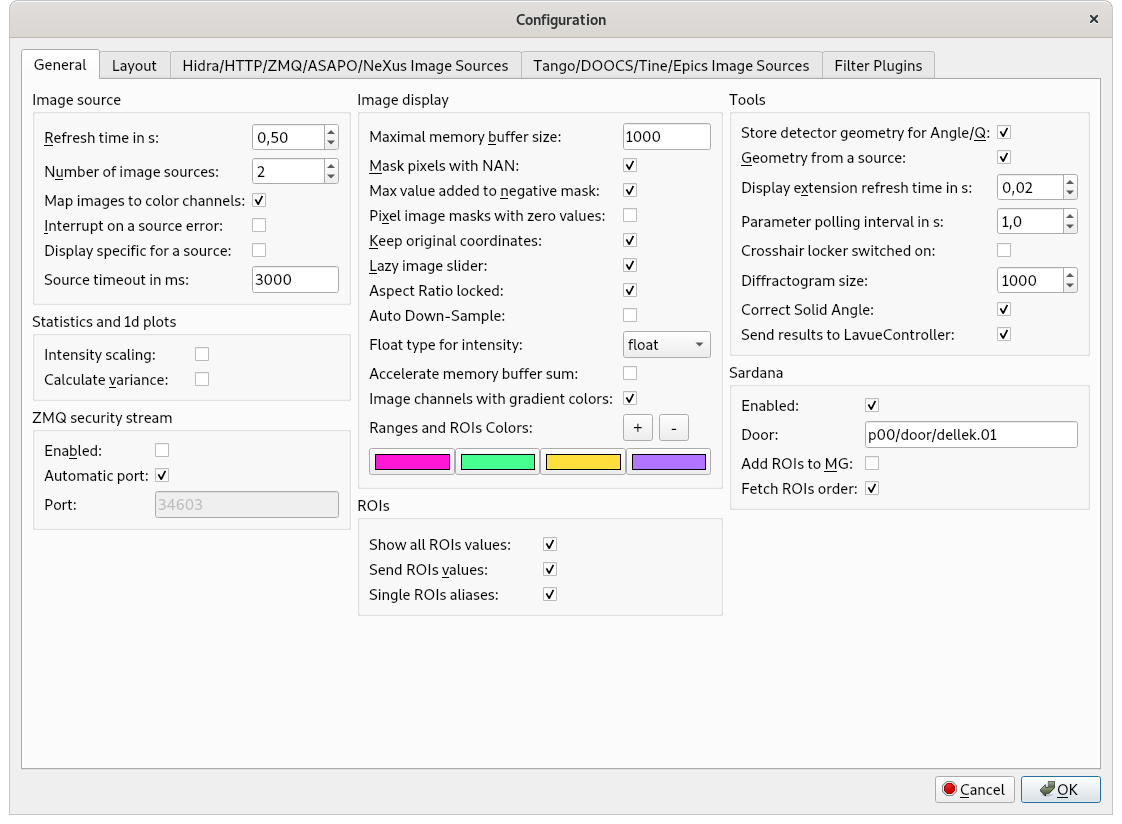 Configuration
×
General
Layout
Hidra/HTTP/ZMQ/ASAPO/NeXus Image Sources
Tango/DOOCS/Tine/Epics Image Sources
Filter Plugins
Image source
Refresh time in s: 0,50
Number of image sources: 2
Map images to color channels:
Interrupt on a source error:
Display specific for a source:
Source timeout in ms: 3000
Statistics and 1d plots
Intensity scaling:
Calculate variance:
ZMQ security stream
Enabled:
Automatic port:
Port: 34603
Image display
Maximal memory buffer size: 1000
Mask pixels with NAN:
Max value added to negative mask:
Pixel image masks with zero values:
Keep original coordinates:
Lazy image slider:
Aspect Ratio locked:
Auto Down-Sample:
Float type for intensity: float
Accelerate memory buffer sum:
Image channels with gradient colors:
Ranges and ROIs Colors: + -
ROIs
Show all ROIs values:
Send ROIs values:
Single ROIs aliases:
Tools
Store detector geometry for Angle/Q:
Geometry from a source:
Display extension refresh time in s: 0,02
Parameter polling interval in s: 1,0
Crosshair locker switched on:
Diffractogram size: 1000
Correct Solid Angle:
Send results to LavueController:
Sardana
Enabled:
Door: p00/door/dellek.01
Add ROIs to MG:
Fetch ROIs order:
Cancel
OK